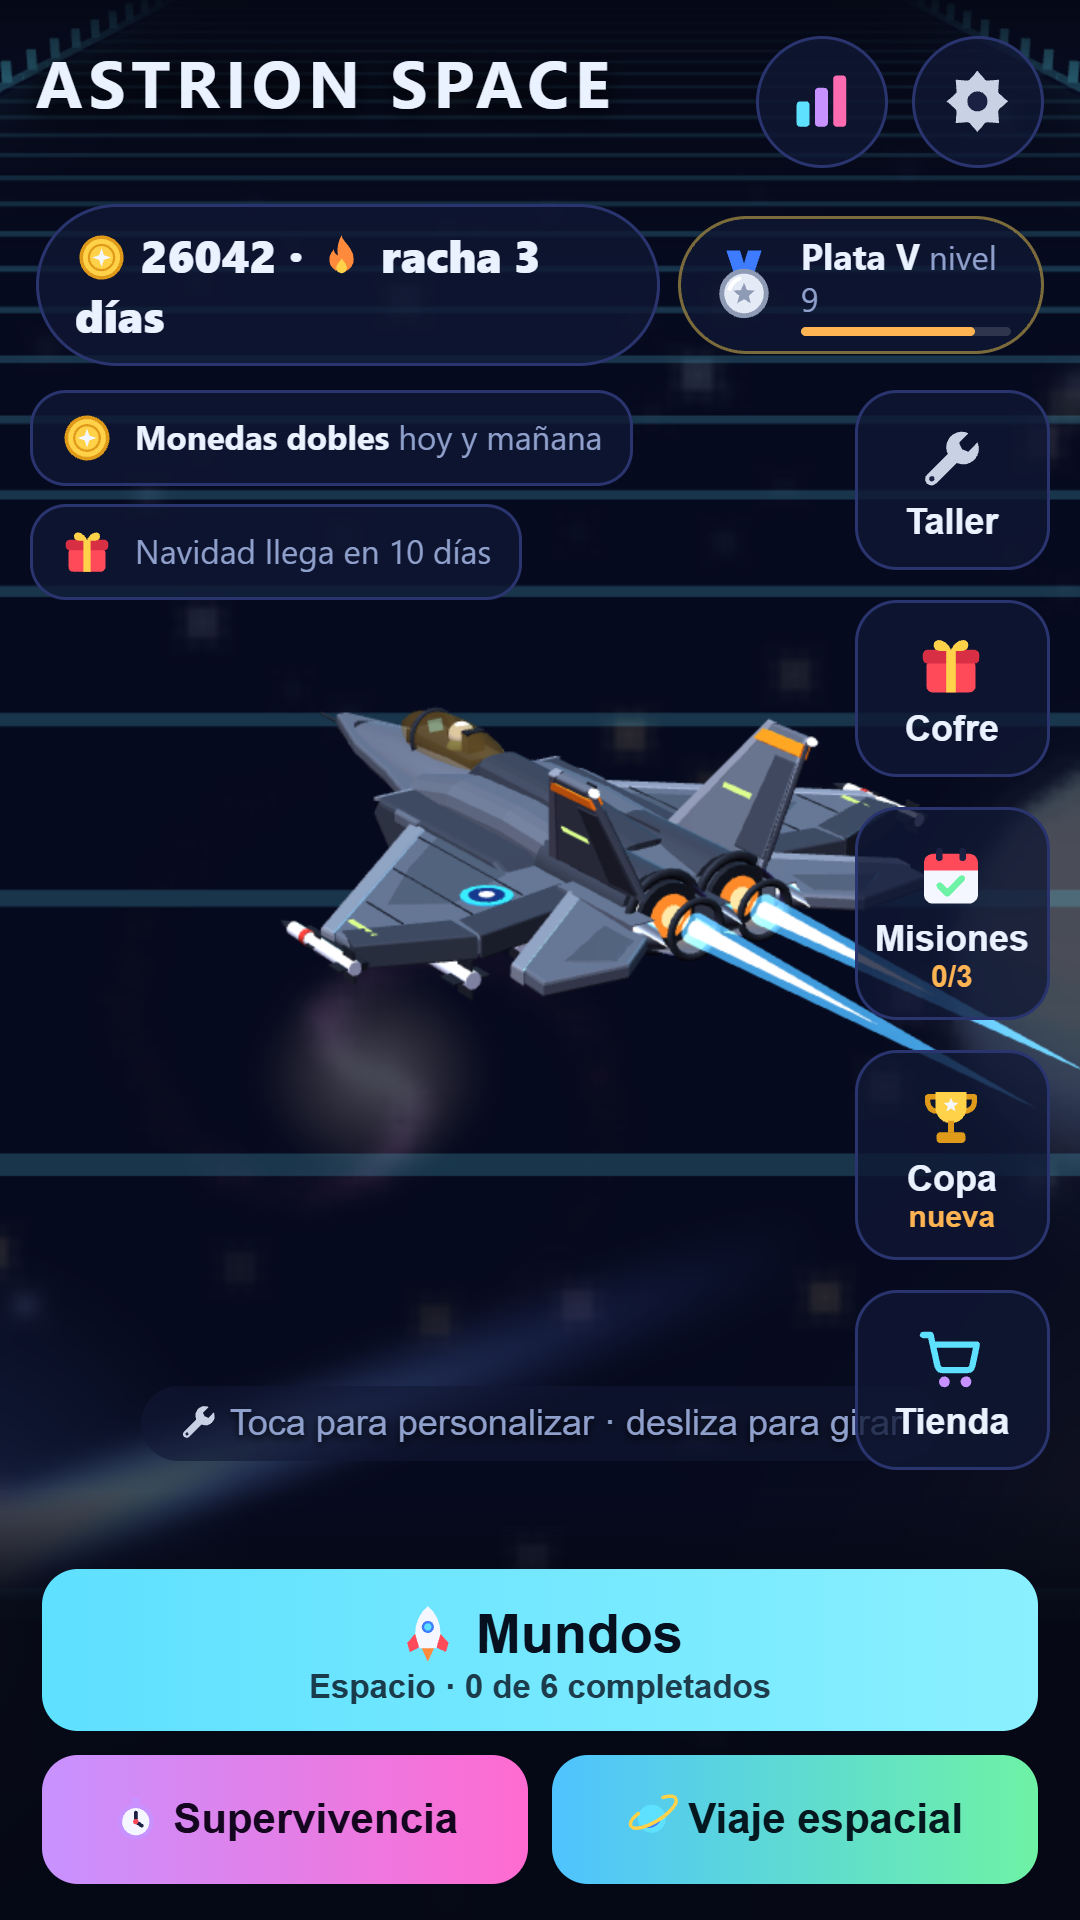 ASTRION SPACE
26042 · racha 3
días
Plata V nivel
9
Monedas dobles hoy y mañana
Navidad llega en 10 días
Taller
Cofre
Misiones
0/3
Copa
nueva
Tienda
Toca para personalizar · desliza para girar
Mundos
Espacio · 0 de 6 completados
Supervivencia
Viaje espacial